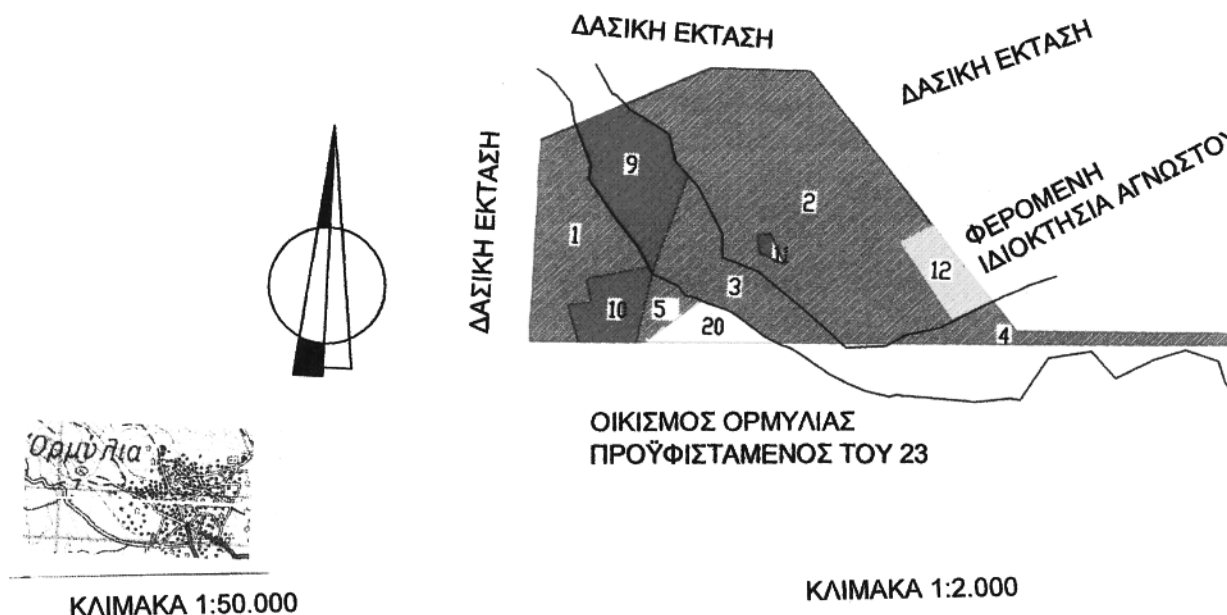 ΔΑΣΙΚΗ ΕΚΤΑΣΗ
ΔΑΣΙΚΗ ΕΚΤΑΣΗ
ΔΑΣΙΚΗ ΕΚΤΑΣΗ
ΦΕΡΟΜΕΝΗ
ΙΔΙΟΚΤΗΣΙΑ ΑΓΝΩΣΤΟΥ
9
2
1
N
12
3
10
5
20
4
ΟΙΚΙΣΜΟΣ ΟΡΜΥΛΙΑΣ
ΠΡΟΫΦΙΣΤΑΜΕΝΟΣ ΤΟΥ 23
Ὀρμύλια
ΚΛΙΜΑΚΑ 1:50.000
ΚΛΙΜΑΚΑ 1:2.000